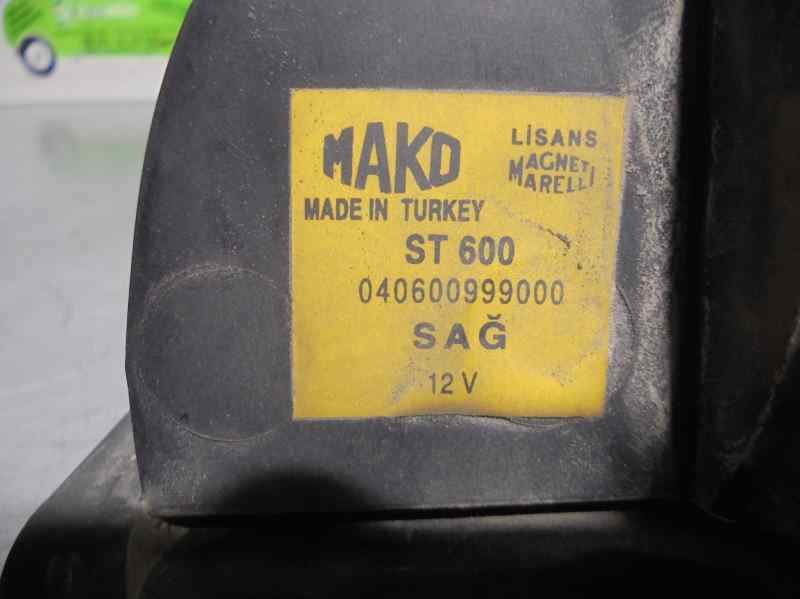 MAKO
LİSANS
MAGNETI
MARELLI
MADE IN TURKEY
ST 600
040600999000
SAĞ
12 V